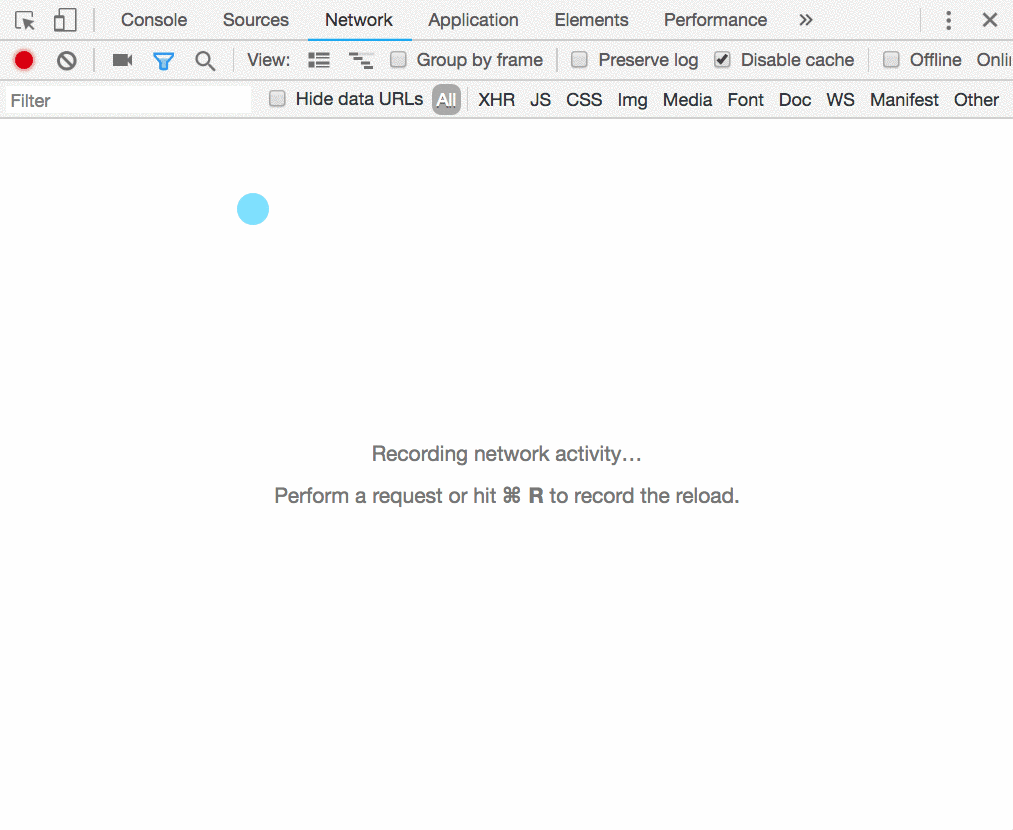 Console Sources Network Application Elements Performance »
View: Group by frame Preserve log Disable cache Offline Onli
Filter Hide data URLs All XHR JS CSS Img Media Font Doc WS Manifest Other
Recording network activity…
Perform a request or hit ⌘ R to record the reload.